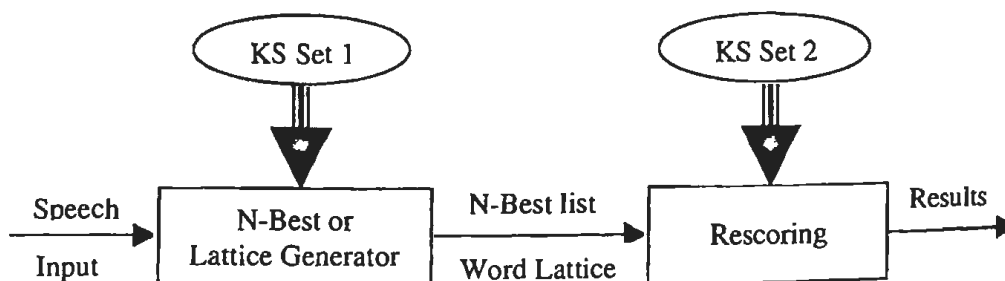 KS Set 1
KS Set 2
Speech
Input
N-Best or
Lattice Generator
N-Best list
Word Lattice
Rescoring
Results